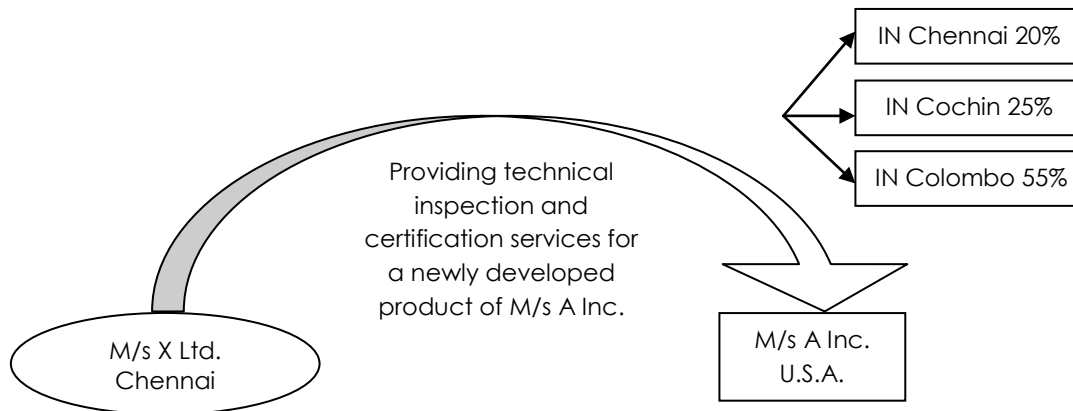 IN Chennai 20%
IN Cochin 25%
IN Colombo 55%
Providing technical
inspection and
certification services for
a newly developed
product of M/s A Inc.
M/s X Ltd.
Chennai
M/s A Inc.
U.S.A.